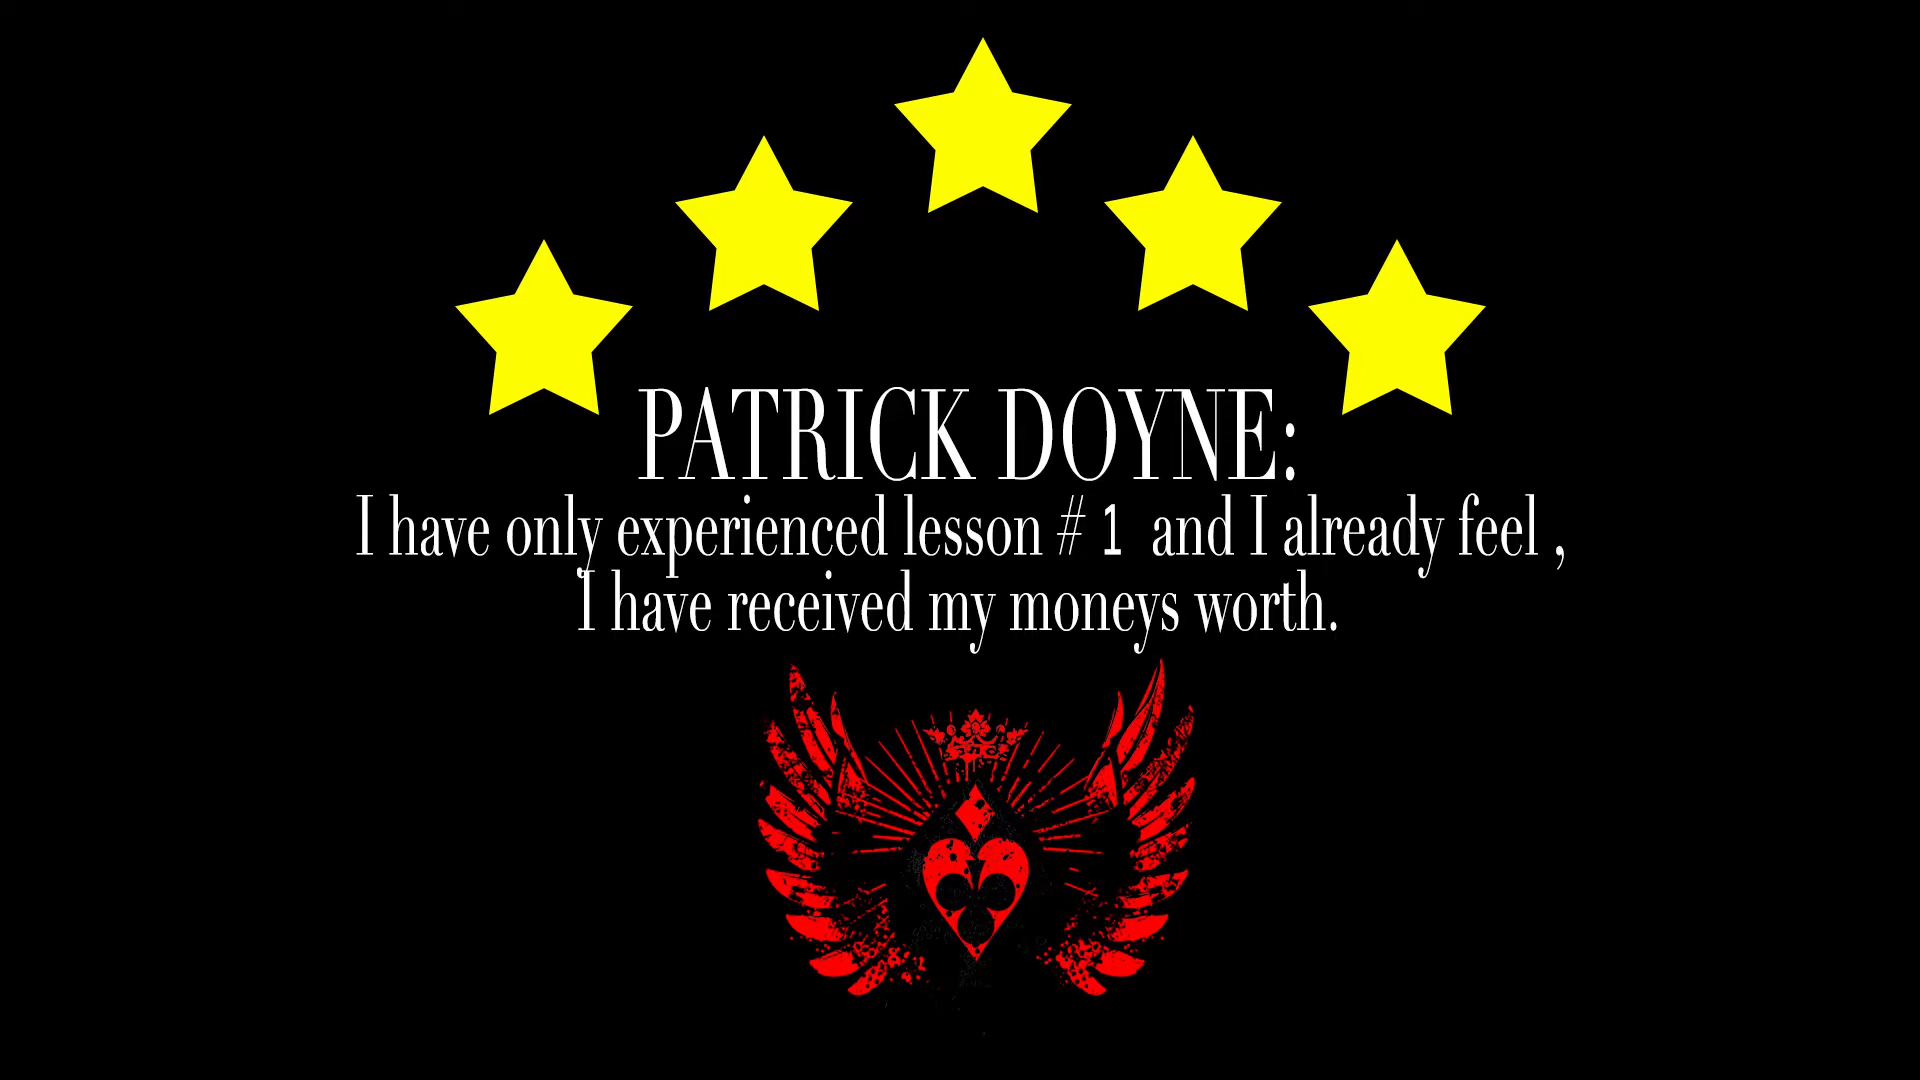 PATRICK DOYNE:
I have only experienced lesson # 1 and I already feel ,
I have received my moneys worth.